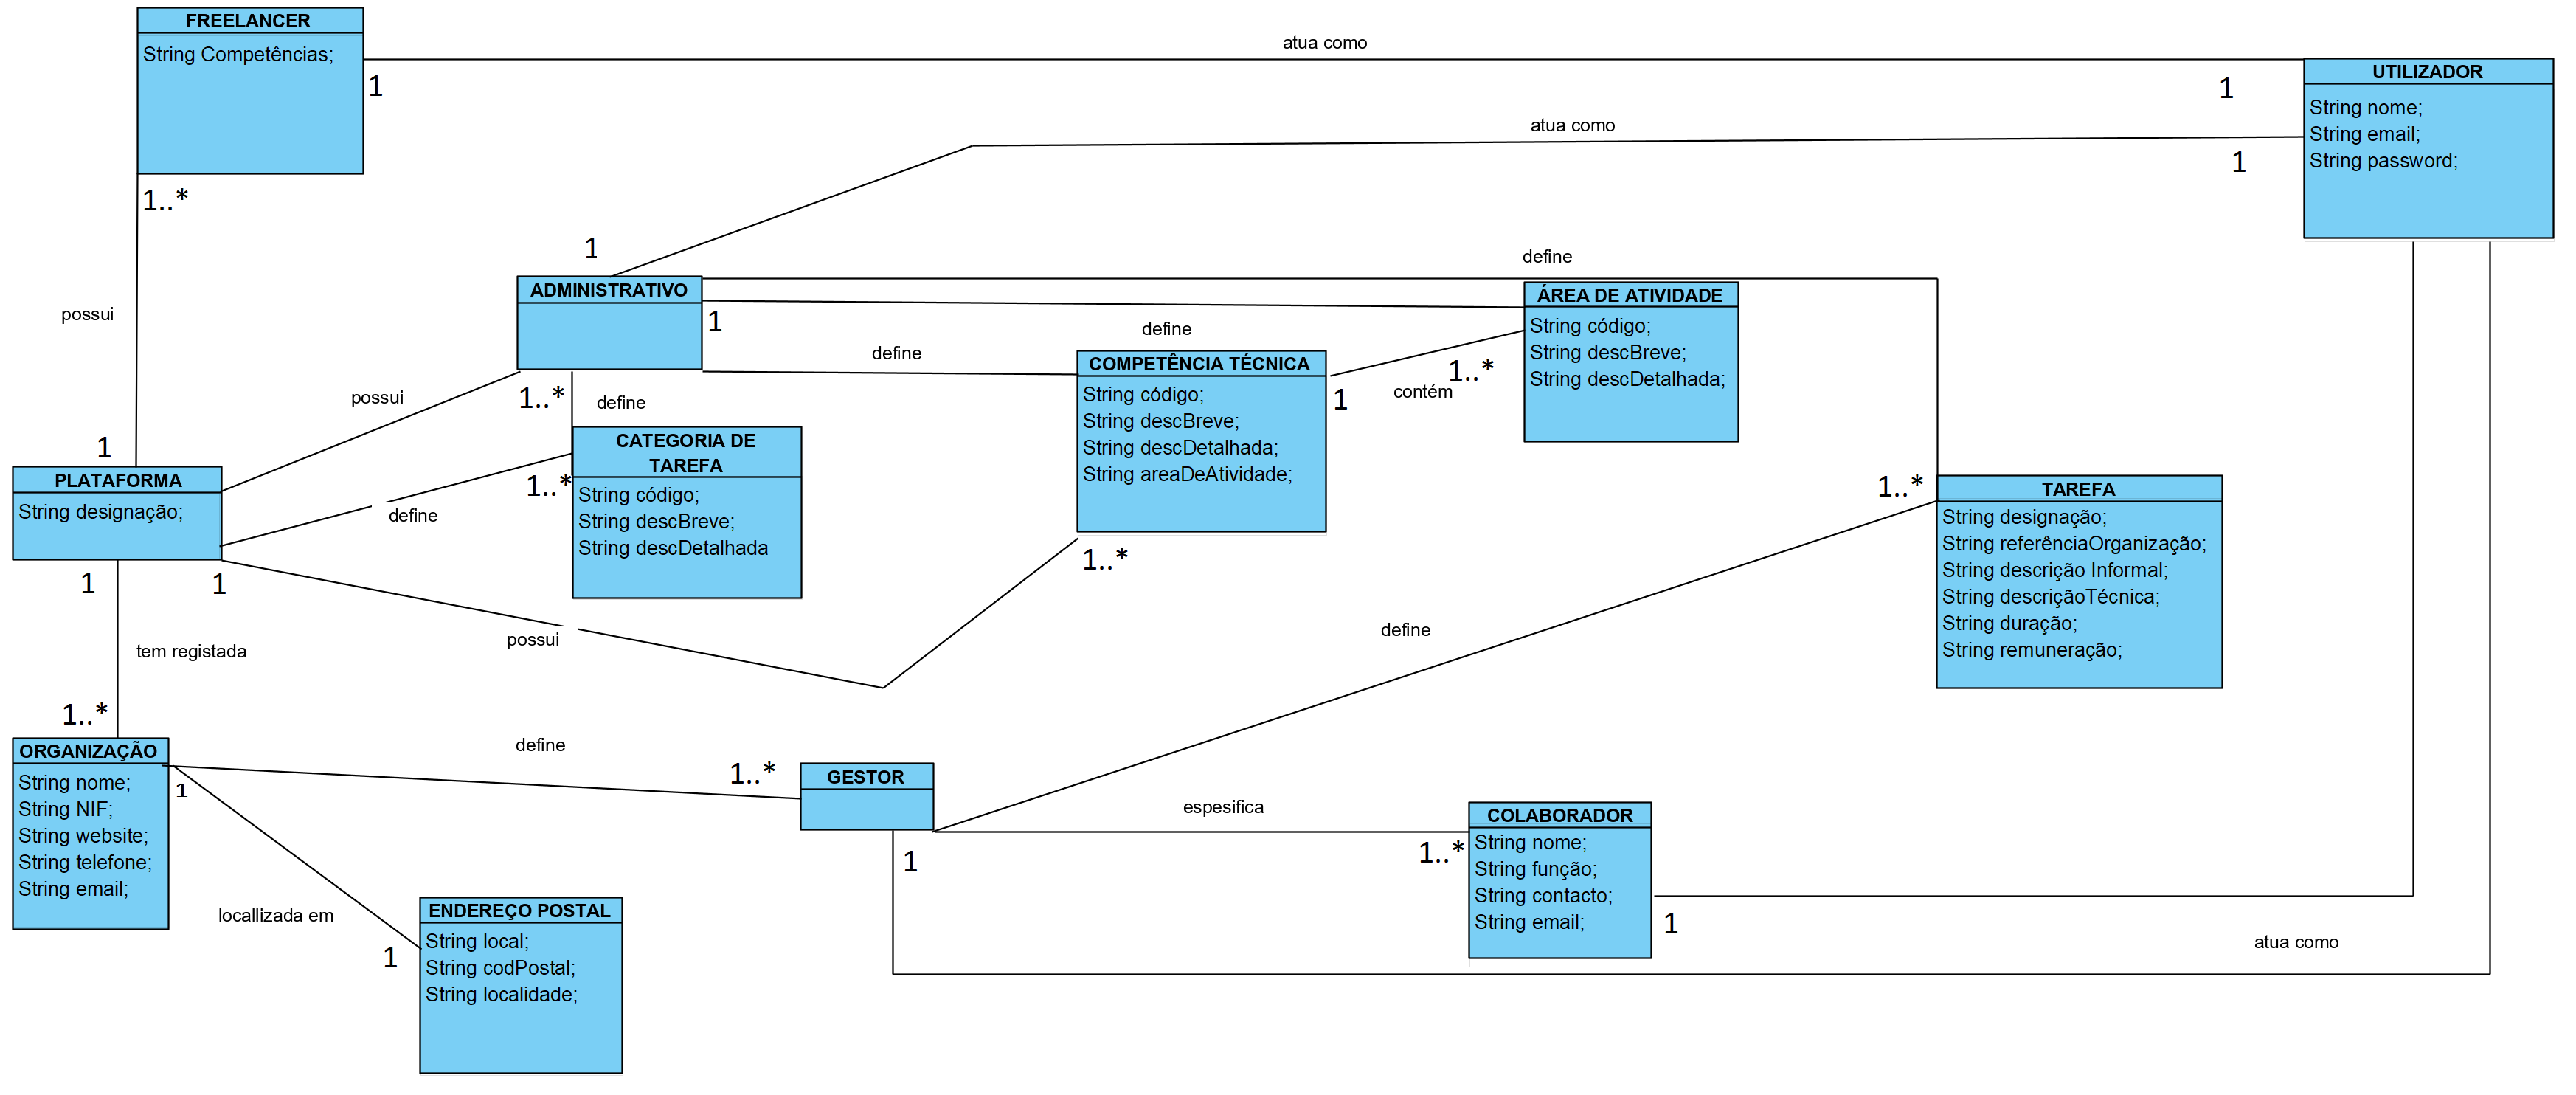 FREELANCER
String Competências;
1
1..*
atua como
1
UTILIZADOR
String nome;
String email;
String password;
atua como
1
1
possui
ADMINISTRATIVO
1
define
define
define
ÁREA DE ATIVIDADE
String código;
String descBreve;
String descDetalhada;
COMPETÊNCIA TÉCNICA
String código;
String descBreve;
String descDetalhada;
String areaDeAtividade;
1
contém
1..*
possui
1..*
define
CATEGORIA DE
TAREFA
String código;
String descBreve;
String descDetalhada
1..*
define
1
PLATAFORMA
String designação;
1
1
possui
1..*
1..*
TAREFA
String designação;
String referênciaOrganização;
String descrição Informal;
String descriçãoTécnica;
String duração;
String remuneração;
define
tem registada
1..*
ORGANIZAÇÃO
String nome;
String NIF;
String website;
String telefone;
String email;
1
define
1..*
GESTOR
1
espesifica
1..*
COLABORADOR
String nome;
String função;
String contacto;
String email;
1
atua como
locallizada em
1
ENDEREÇO POSTAL
String local;
String codPostal;
String localidade;